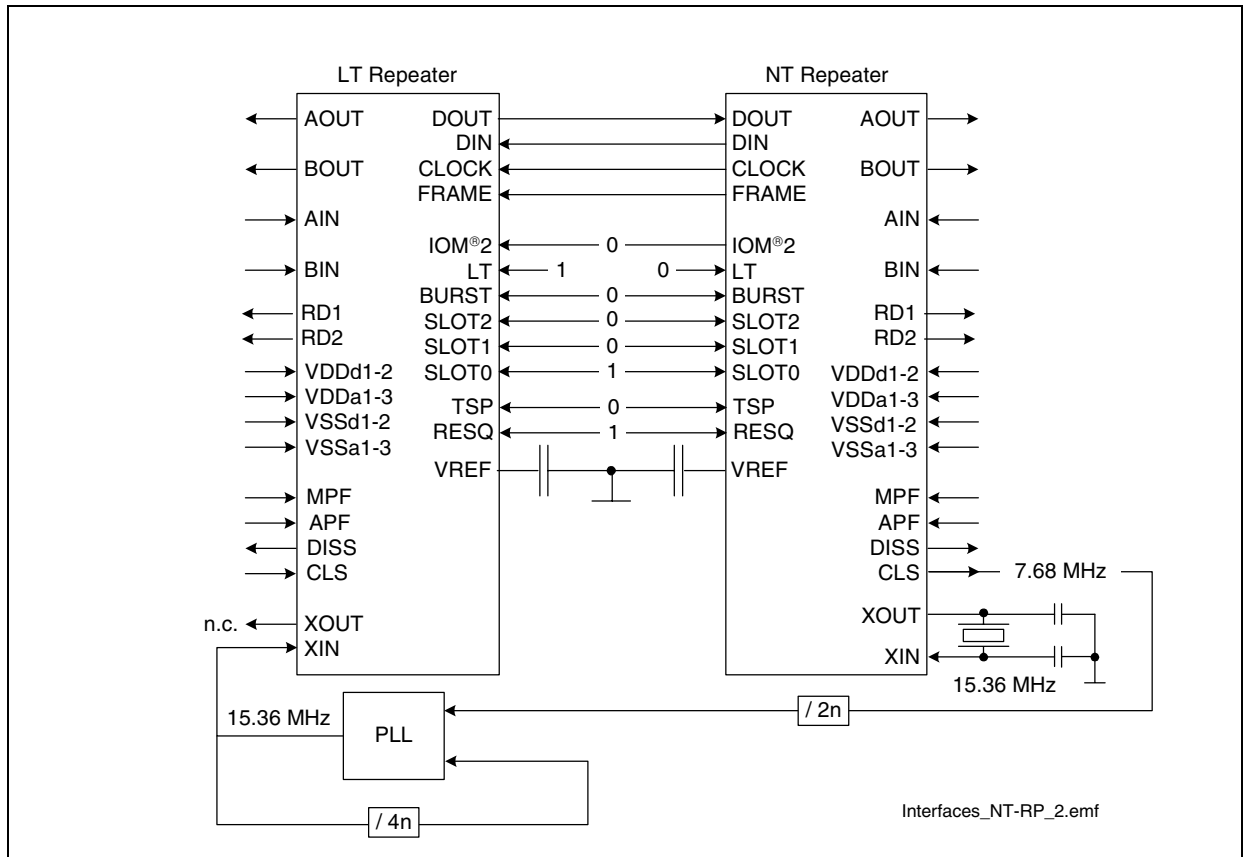 LT Repeater
NT Repeater
AOUT DOUT DOUT AOUT
DIN DIN
BOUT CLOCK CLOCK BOUT
FRAME FRAME
AIN AIN
IOM®2 0 IOM®2
BIN LT 1 0 LT BIN
BURST 0 BURST
RD1 SLOT2 0 SLOT2 RD1
RD2 SLOT1 0 SLOT1 RD2
VDDd1-2 SLOT0 1 SLOT0 VDDd1-2
VDDa1-3 TSP 0 TSP VDDa1-3
VSSd1-2 RESQ 1 RESQ VSSd1-2
VSSa1-3 VSSa1-3
VREF VREF
MPF MPF
APF APF
DISS DISS
CLS CLS 7.68 MHz
n.c. XOUT XOUT
XIN XIN
15.36 MHz
/ 2n
15.36 MHz PLL
/ 4n
Interfaces_NT-RP_2.emf